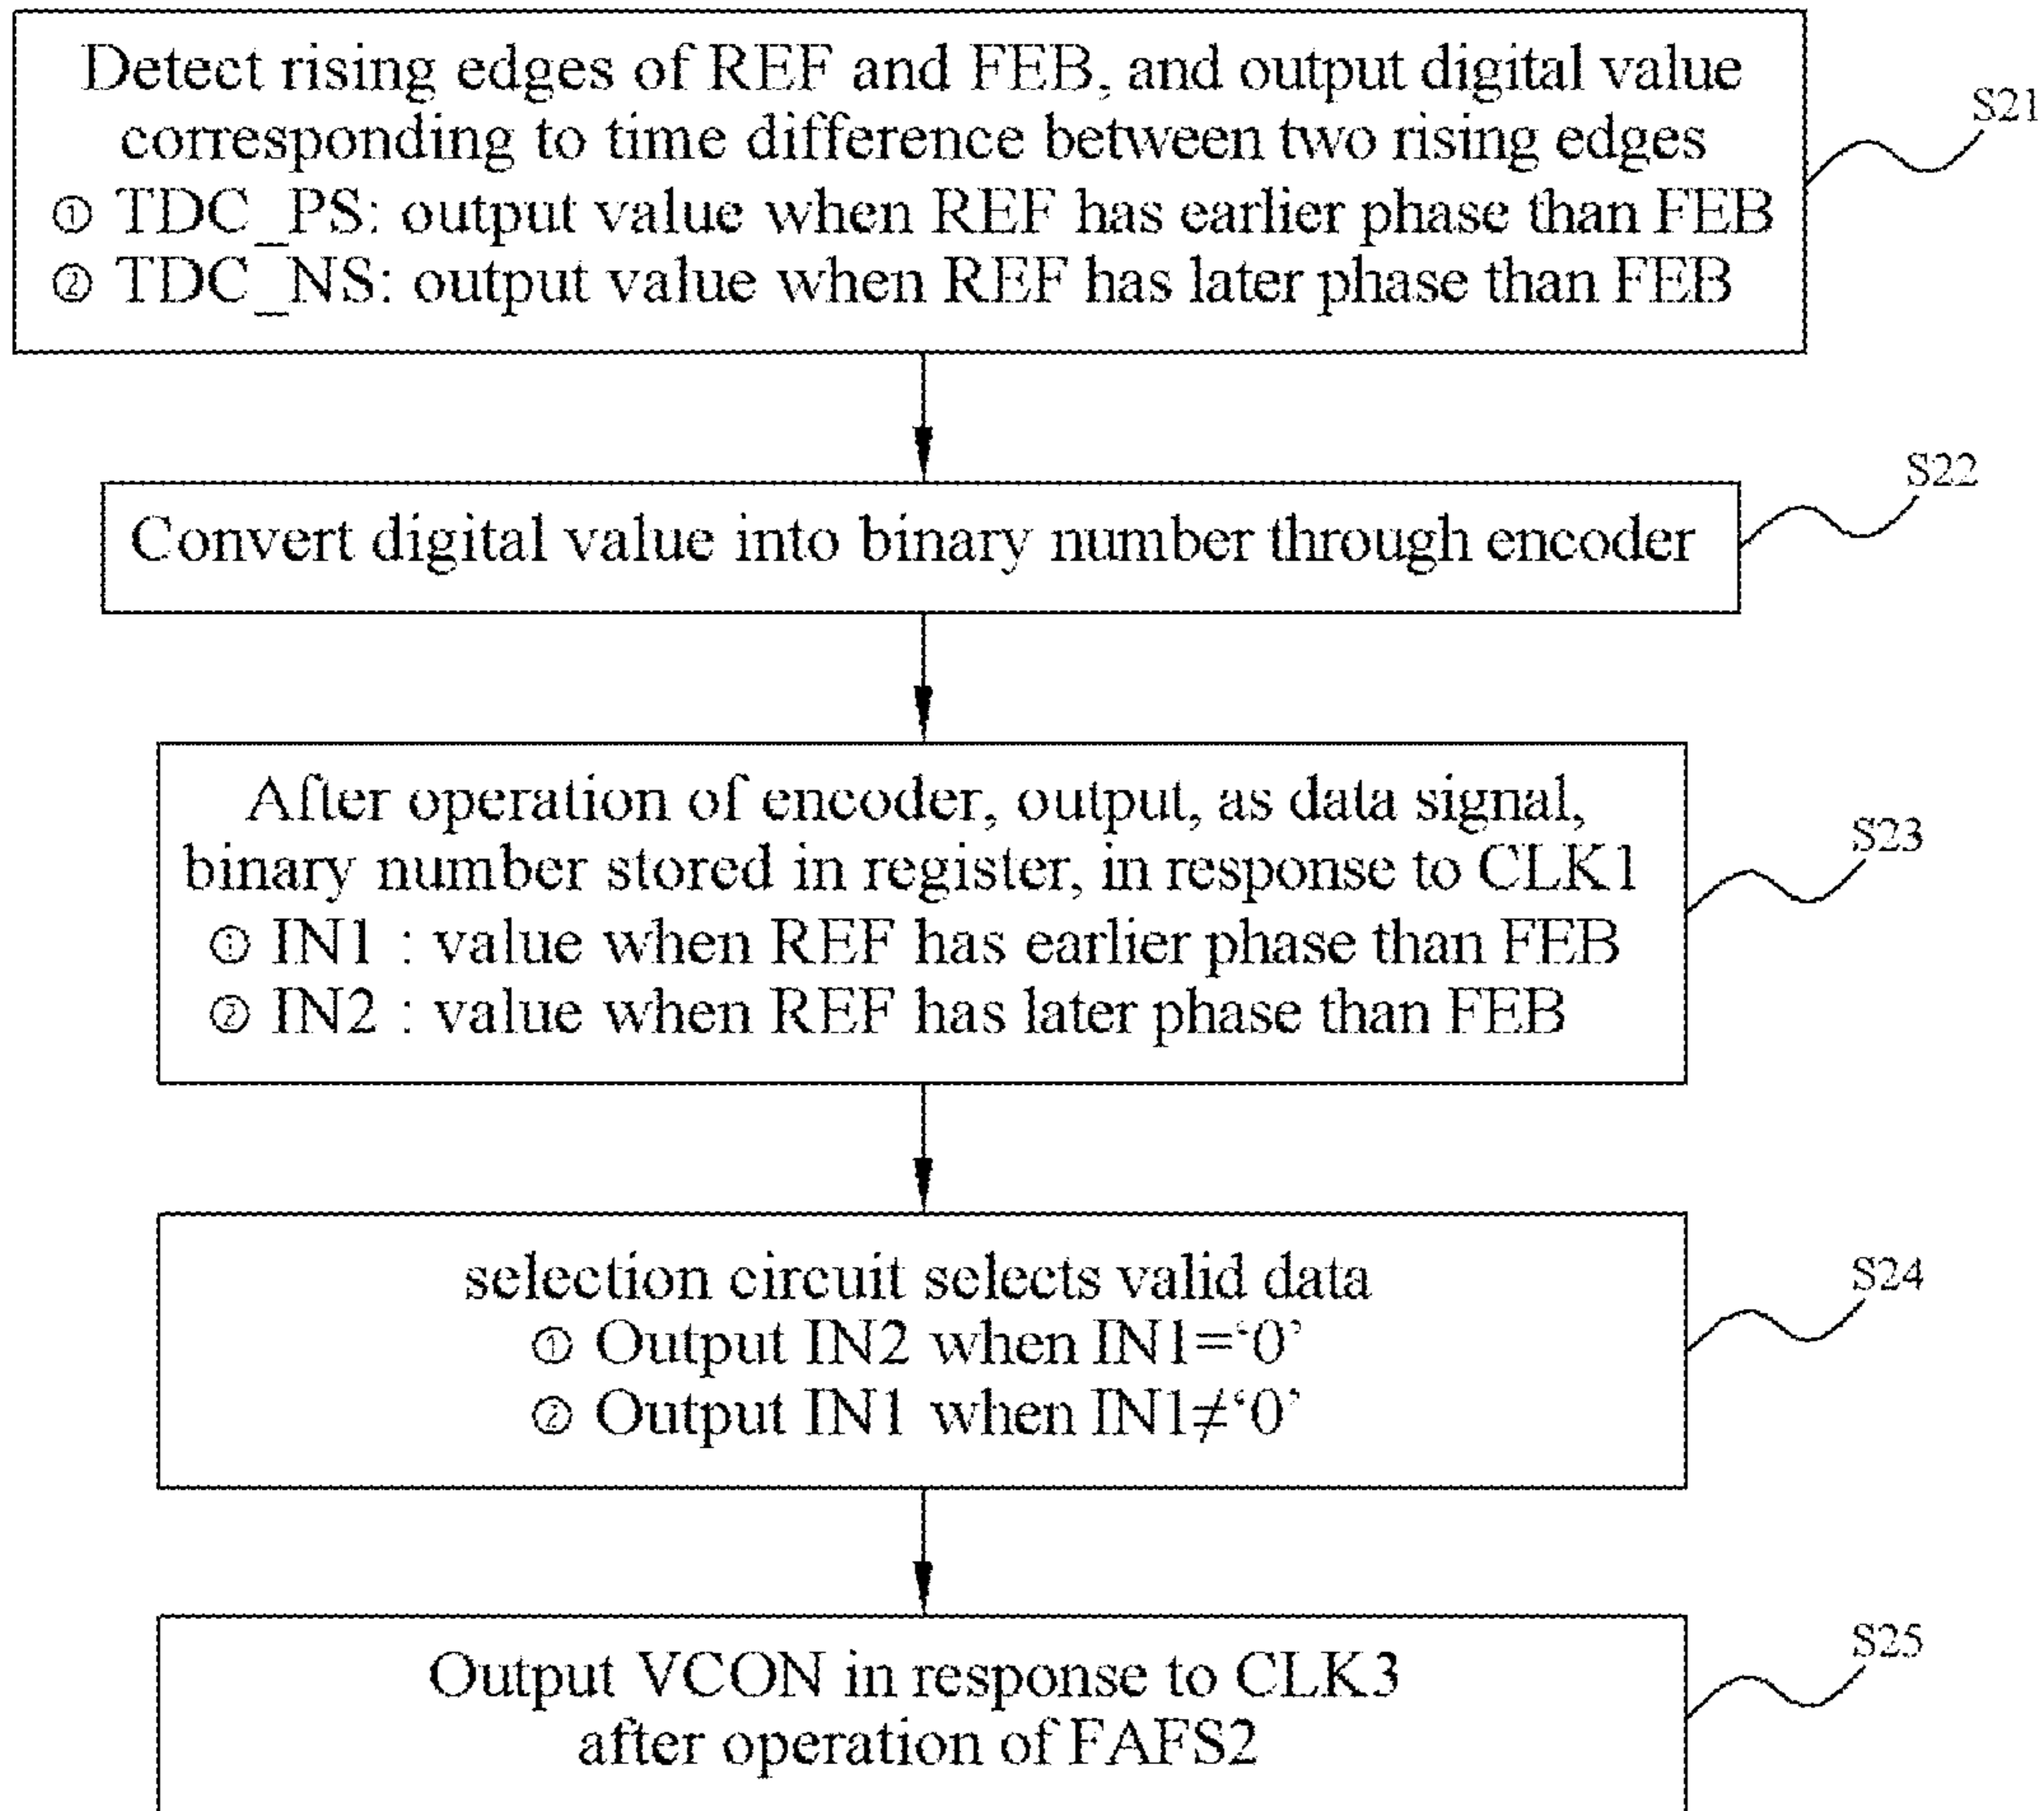 Detect rising edges of REF and FEB, and output digital value
corresponding to time difference between two rising edges
① TDC_PS: output value when REF has earlier phase than FEB
② TDC_NS: output value when REF has later phase than FEB
S21
Convert digital value into binary number through encoder
S22
After operation of encoder, output, as data signal,
binary number stored in register, in response to CLK1
① IN1 : value when REF has earlier phase than FEB
② IN2 : value when REF has later phase than FEB
S23
selection circuit selects valid data
① Output IN2 when IN1=‘0’
② Output IN1 when IN1≠‘0’
S24
Output VCON in response to CLK3
after operation of FAFS2
S25